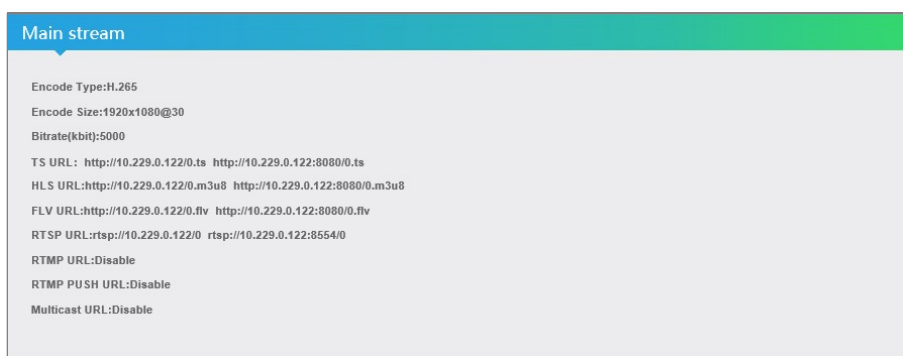 Main stream
Encode Type:H.265
Encode Size:1920x1080@30
Bitrate(kbit):5000
TS URL: http://10.229.0.122/0.ts http://10.229.0.122:8080/0.ts
HLS URL:http://10.229.0.122/0.m3u8 http://10.229.0.122:8080/0.m3u8
FLV URL:http://10.229.0.122/0.flv http://10.229.0.122:8080/0.flv
RTSP URL:rtsp://10.229.0.122/0 rtsp://10.229.0.122:8554/0
RTMP URL:Disable
RTMP PUSH URL:Disable
Multicast URL:Disable